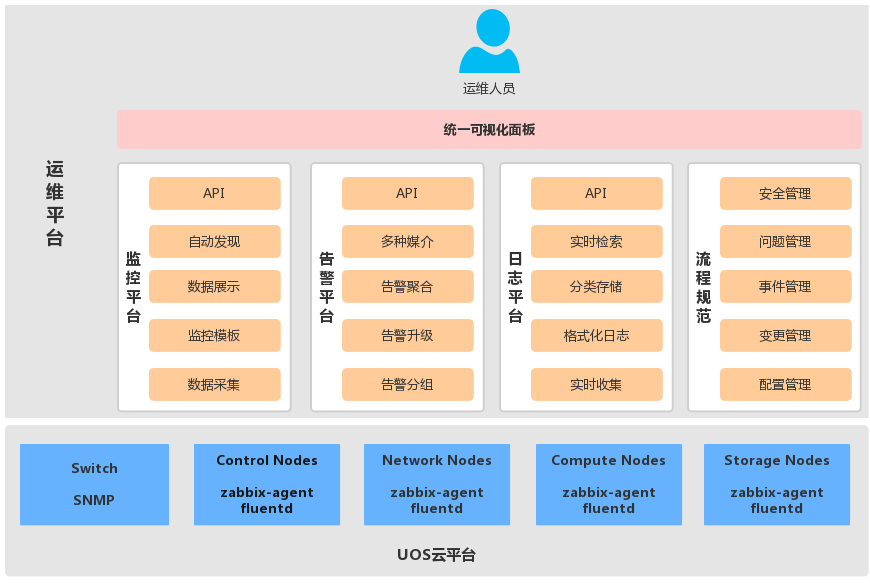 运维人员
统一可视化面板
运维平台
监控平台
API
自动发现
数据展示
监控模板
数据采集
告警平台
API
多种媒介
告警聚合
告警升级
告警分组
日志平台
API
实时检索
分类存储
格式化日志
实时收集
流程规范
安全管理
问题管理
事件管理
变更管理
配置管理
Switch
SNMP
Control Nodes
zabbix-agent
fluentd
Network Nodes
zabbix-agent
fluentd
Compute Nodes
zabbix-agent
fluentd
Storage Nodes
zabbix-agent
fluentd
UOS云平台